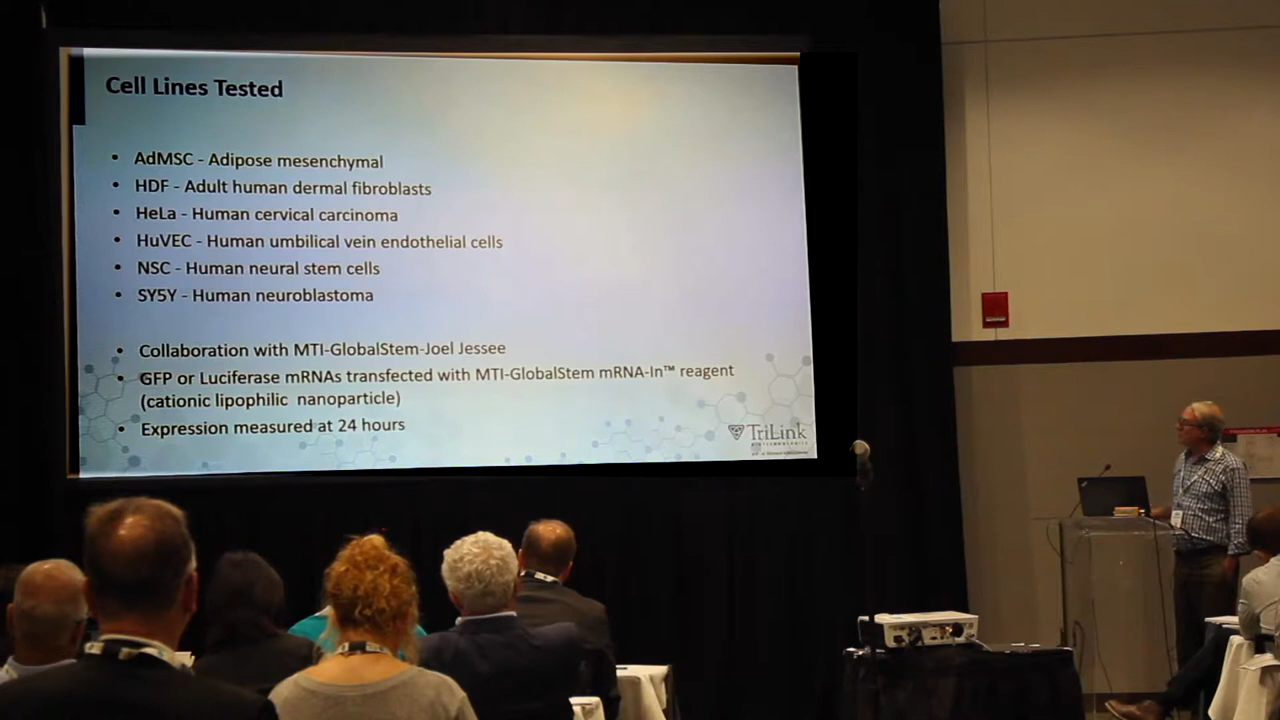 Cell Lines Tested
• AdMSC - Adipose mesenchymal
• HDF - Adult human dermal fibroblasts
• HeLa - Human cervical carcinoma
• HuVEC - Human umbilical vein endothelial cells
• NSC - Human neural stem cells
• SY5Y - Human neuroblastoma
• Collaboration with MTI-GlobalStem-Joel Jessee
• GFP or Luciferase mRNAs transfected with MTI-GlobalStem mRNA-In™ reagent
(cationic lipophilic nanoparticle)
• Expression measured at 24 hours
TriLink
BIOTECHNOLOGIES